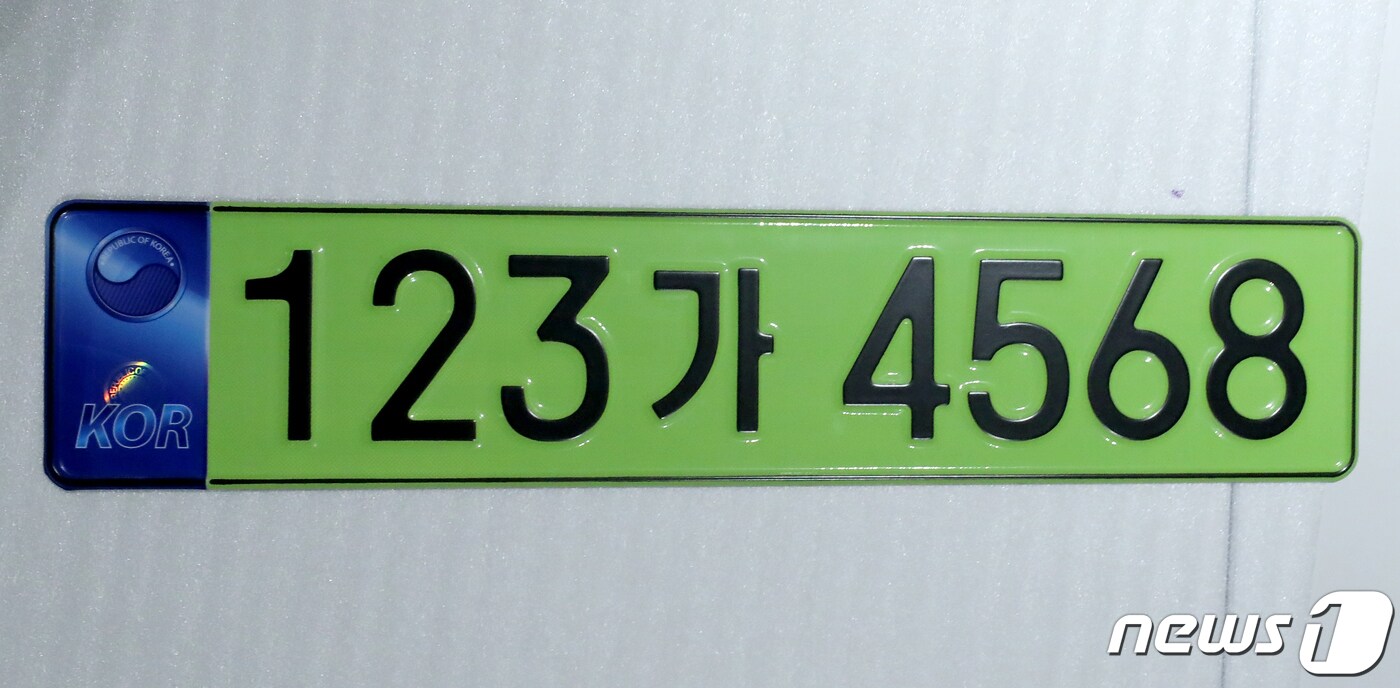 REPUBLIC OF KOREA
KOR
123가 4568
news1